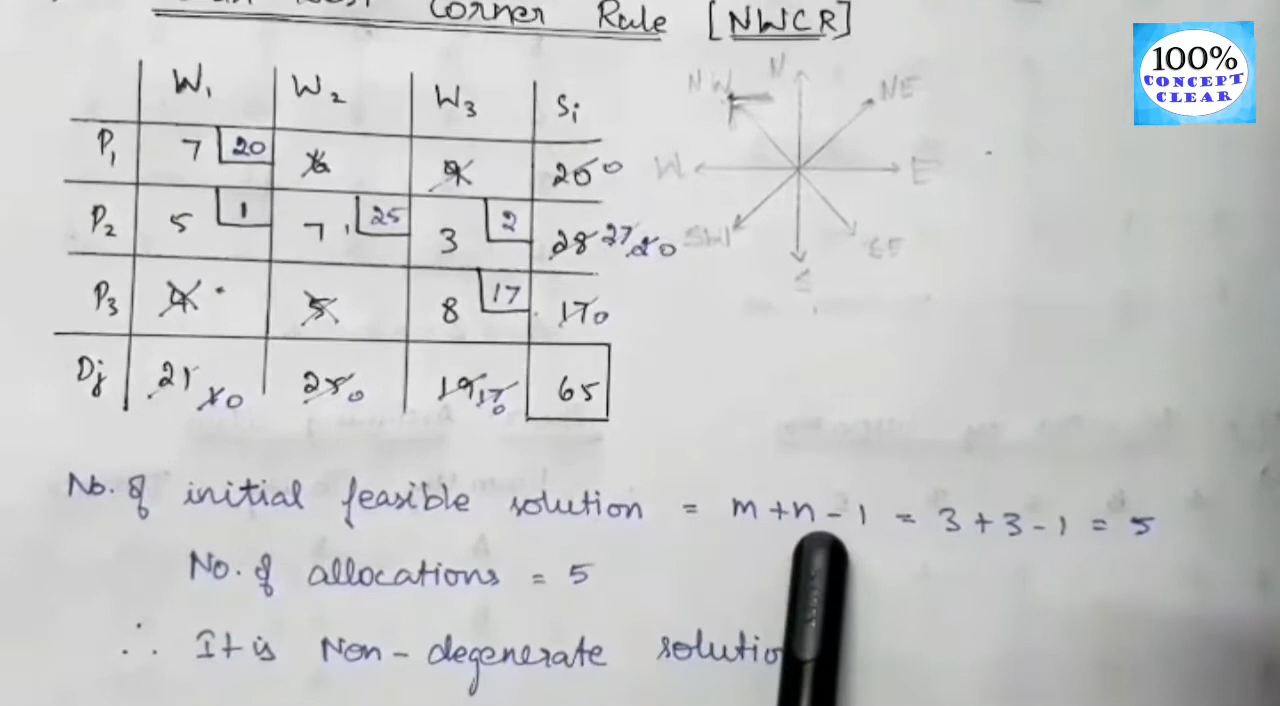 Corner Rule [NWCR]
100%
CONCEPT
CLEAR
W1 W2 W3 Si
P1 7 20 6 9 20 0
P2 5 1 7 25 3 2 28 27 2 0
P3 4 5 8 17 17 0
Dj 21 1 0 25 0 19 17 0 65
N NE E SE S SW W NW
No. of initial feasible solution = m+n-1 = 3+3-1 = 5
No. of allocations = 5
∴ It is Non-degenerate